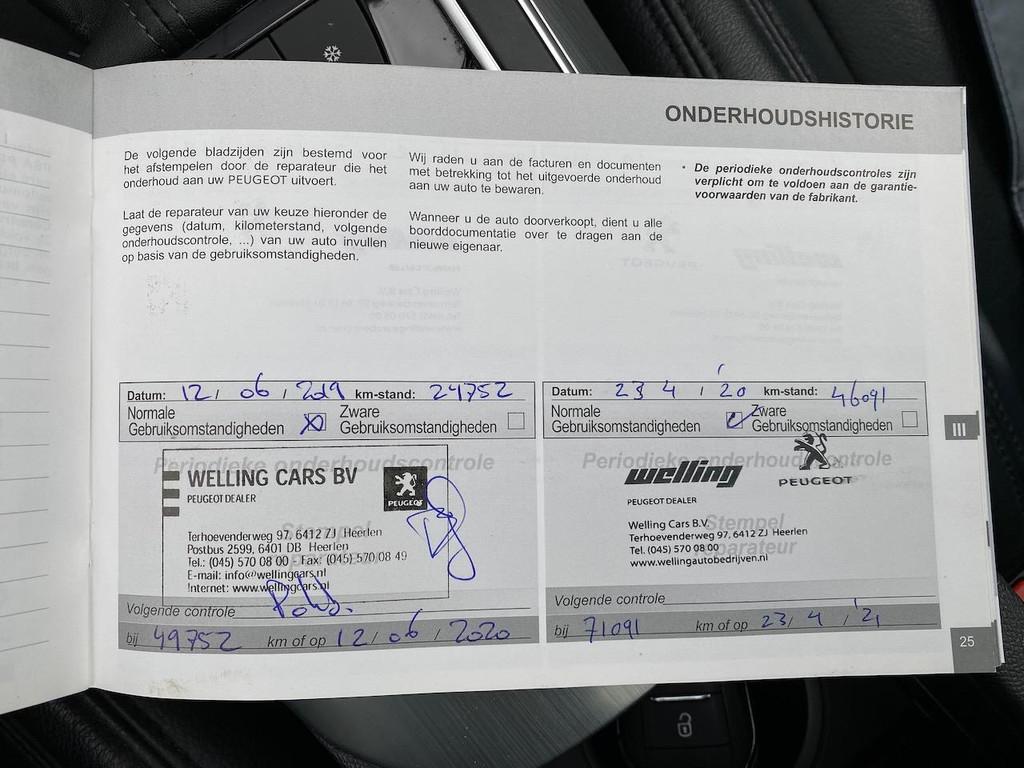 ONDERHOUDSHISTORIE
De volgende bladzijden zijn bestemd voor
het afstempelen door de reparateur die het
onderhoud aan uw PEUGEOT uitvoert.
Laat de reparateur van uw keuze hieronder de
gegevens (datum, kilometerstand, volgende
onderhoudscontrole, ...) van uw auto invullen
op basis van de gebruiksomstandigheden.
Wij raden u aan de facturen en documenten
met betrekking tot het uitgevoerde onderhoud
aan uw auto te bewaren.
Wanneer u de auto doorverkoopt, dient u alle
boorddocumentatie over te dragen aan de
nieuwe eigenaar.
• De periodieke onderhoudscontroles zijn
verplicht om te voldoen aan de garantie-
voorwaarden van de fabrikant.
Datum: 12/ 06 / 2019 km-stand: 24752
Normale
Gebruiksomstandigheden
Zware
Gebruiksomstandigheden
Periodieke onderhoudscontrole
WELLING CARS BV
PEUGEOT DEALER
PEUGEOT
Stempel
reparateur
Terhoevenderweg 97, 6412 ZJ Heerlen
Postbus 2599, 6401 DB Heerlen
Tel.: (045) 570 08 00 - Fax: (045) 570 08 49
E-mail: info@wellingcars.nl
Internet: www.wellingcars.nl
Volgende controle
bij 49752 km of op 12/ 06 / 2020
Datum: 23 4 / 20 km-stand: 46091
Normale
Gebruiksomstandigheden
Zware
Gebruiksomstandigheden
Periodieke onderhoudscontrole
welling
PEUGEOT
PEUGEOT DEALER
Stempel
reparateur
Welling Cars B.V.
Terhoevenderweg 97, 6412 ZJ Heerlen
Tel. (045) 570 08 00
www.wellingautobedrijven.nl
Volgende controle
bij 71091 km of op 23/ 4 / 21
III
25